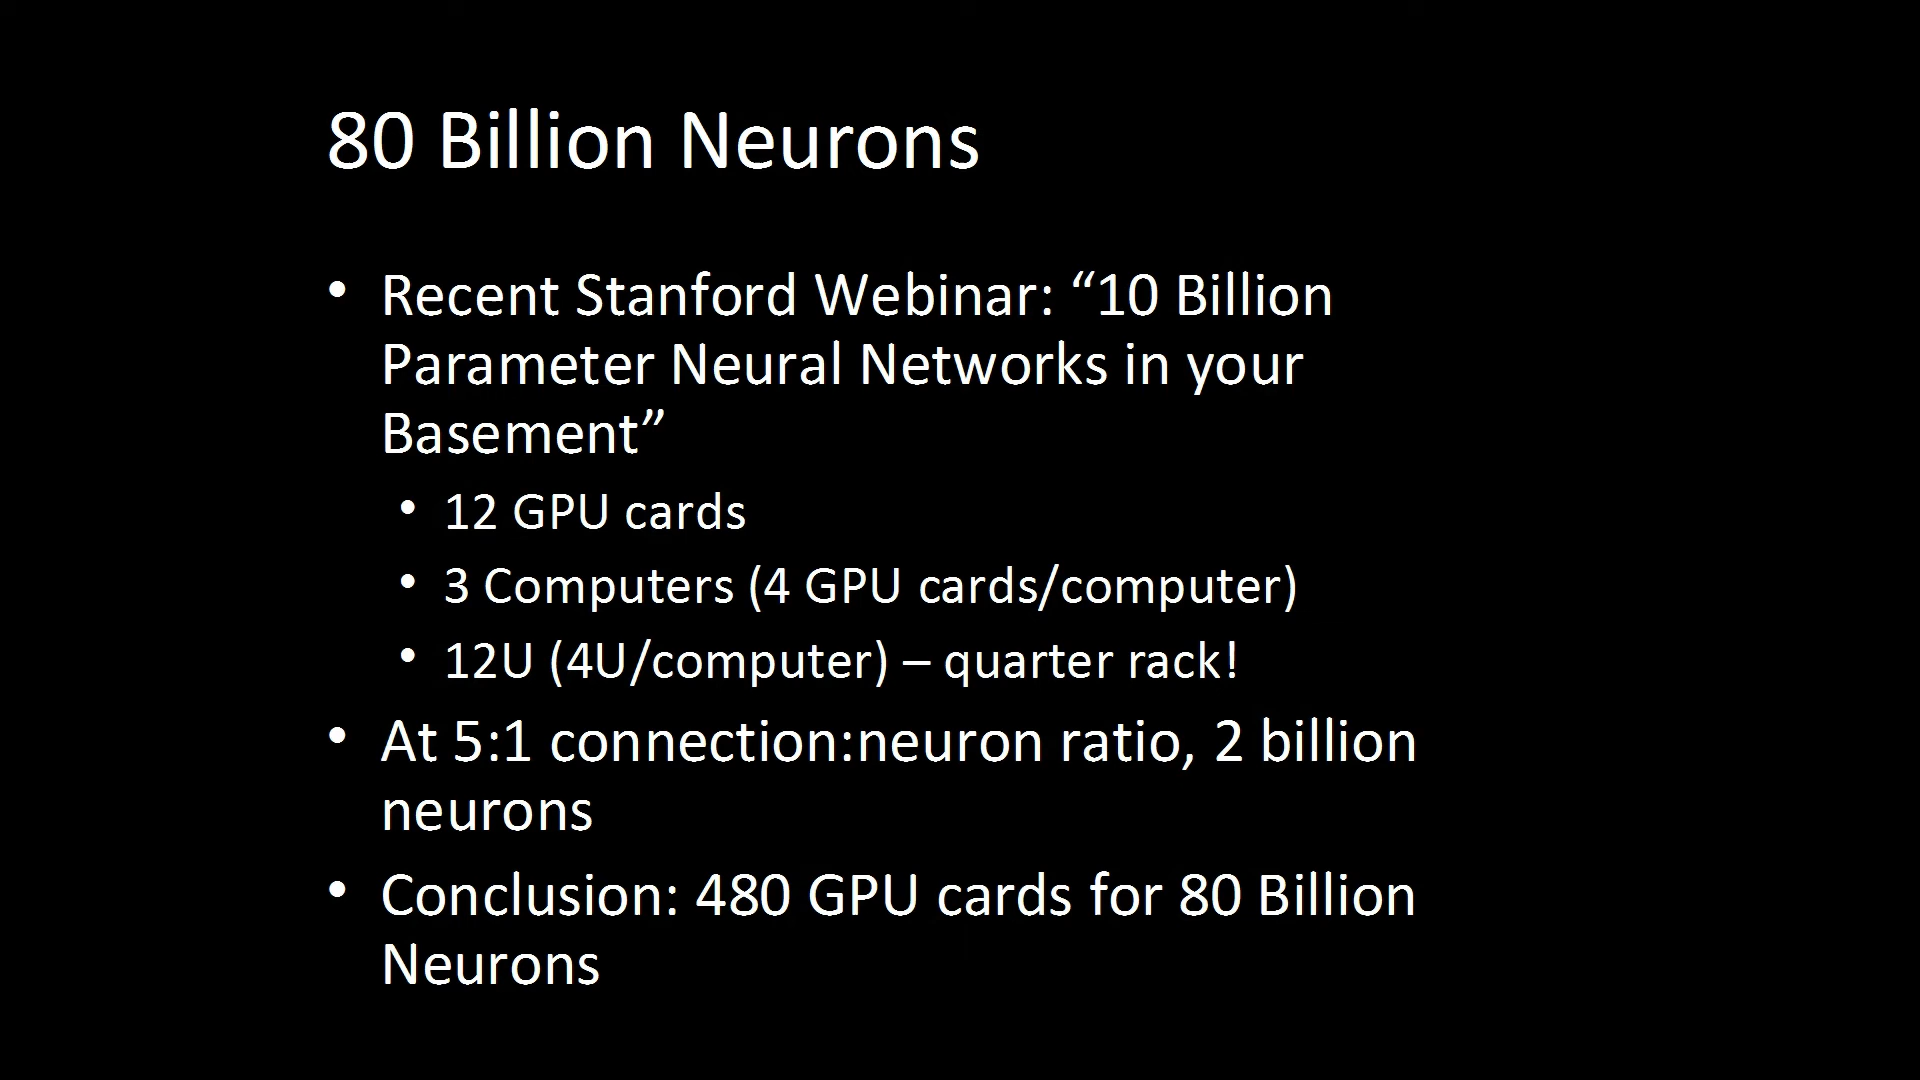 80 Billion Neurons
• Recent Stanford Webinar: “10 Billion
Parameter Neural Networks in your
Basement”
• 12 GPU cards
• 3 Computers (4 GPU cards/computer)
• 12U (4U/computer) – quarter rack!
• At 5:1 connection:neuron ratio, 2 billion
neurons
• Conclusion: 480 GPU cards for 80 Billion
Neurons